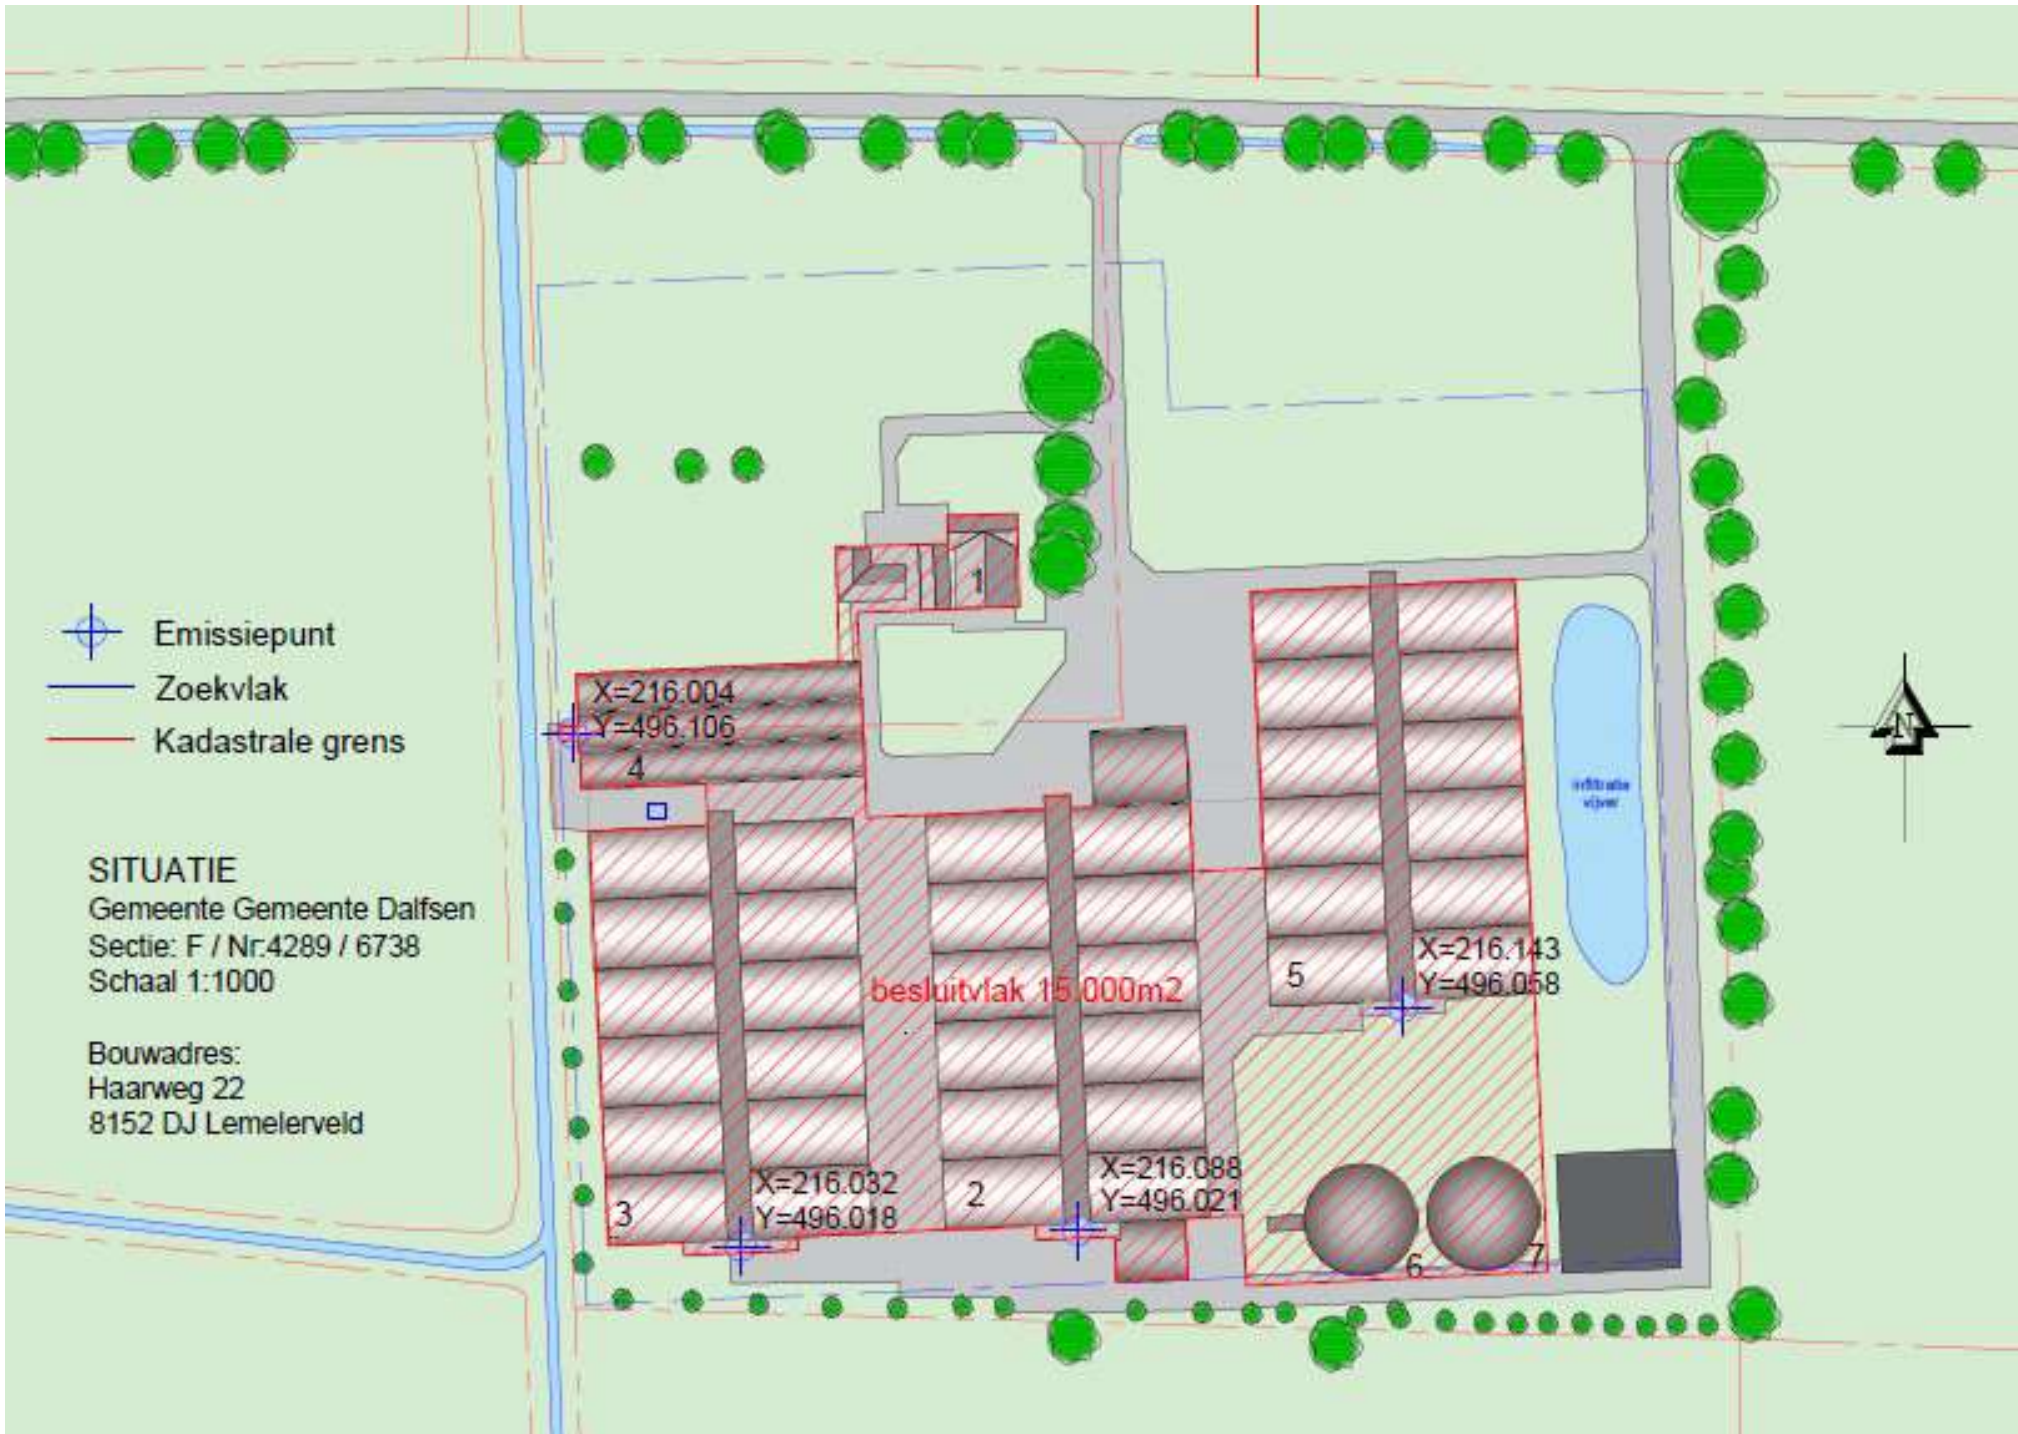 1
Emissiepunt
Zoekvlak
Kadastrale grens
X=216.004
Y=496.106
4
infiltratie
vijver
SITUATIE
Gemeente Gemeente Dalfsen
Sectie: F / Nr:4289 / 6738
Schaal 1:1000
Bouwadres:
Haarweg 22
8152 DJ Lemelerveld
N
besluitvlak 15.000m2
5
X=216.143
Y=496.058
3
X=216.032
Y=496.018
2
X=216.088
Y=496.021
6
7